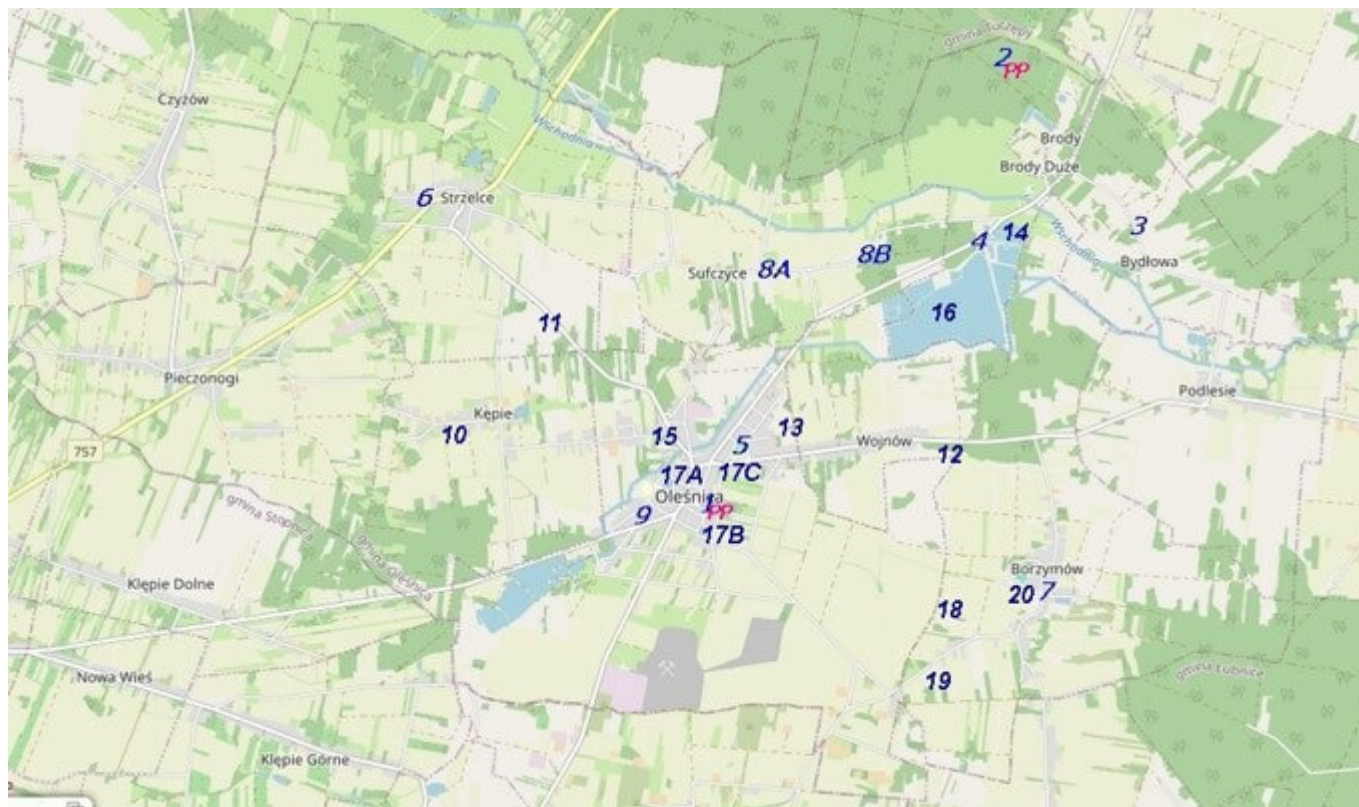 gmina Tuczępy
2
PP
Czyżów
Wschodnia
Brody
Brody Duże
6
Strzelce
3
4
14
Wschodnia
8B
Sufczyce
8A
Bydłowa
16
11
Pieczonogi
Podlesie
Kępie
10
15
13
5
Wojnów
757
12
17A
17C
Oleśnica
1
PP
9
17B
gmina Stopnica
gmina Oleśnica
Klępie Dolne
Borzymów
20
7
18
Nowa Wieś
gmina Łubnice
19
Klępie Górne